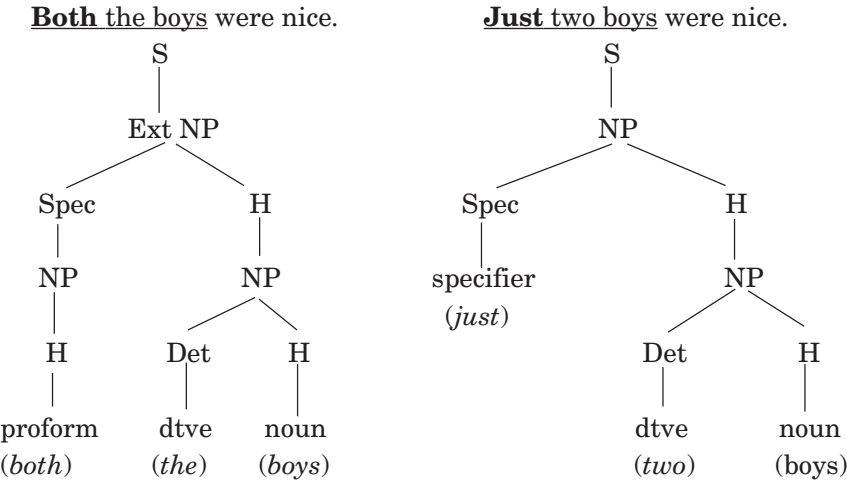 Both the boys were nice. Just two boys were nice.
S S
Ext NP NP
Spec H Spec H
NP NP specifier NP
(just)
H Det H Det H
proform dtve noun dtve noun
(both) (the) (boys) (two) (boys)